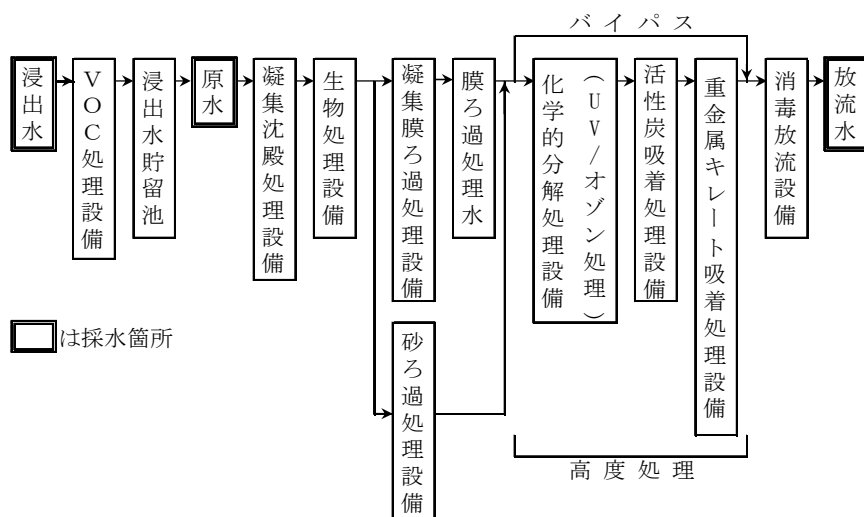 バイパス
浸出水
VOC処理設備
浸出水貯留池
原水
凝集沈殿処理設備
生物処理設備
凝集膜ろ過処理設備
膜ろ過処理水
化学的分解処理設備
（UV/オゾン処理）
活性炭吸着処理設備
重金属キレート吸着処理設備
消毒放流設備
放流水
砂ろ過処理設備
は採水箇所
高度処理